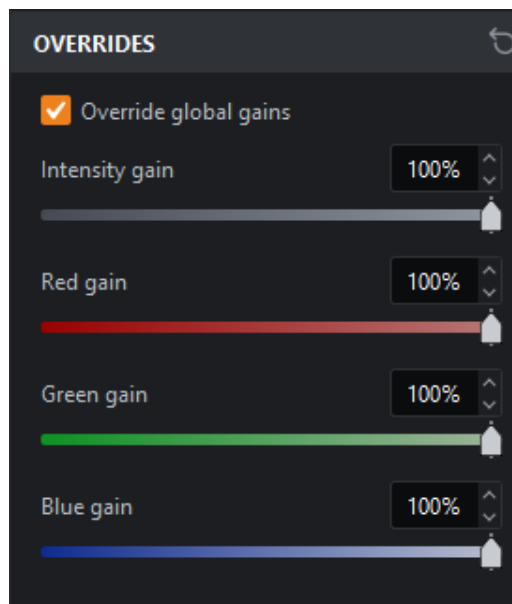 OVERRIDES
Override global gains
Intensity gain 100%
Red gain 100%
Green gain 100%
Blue gain 100%